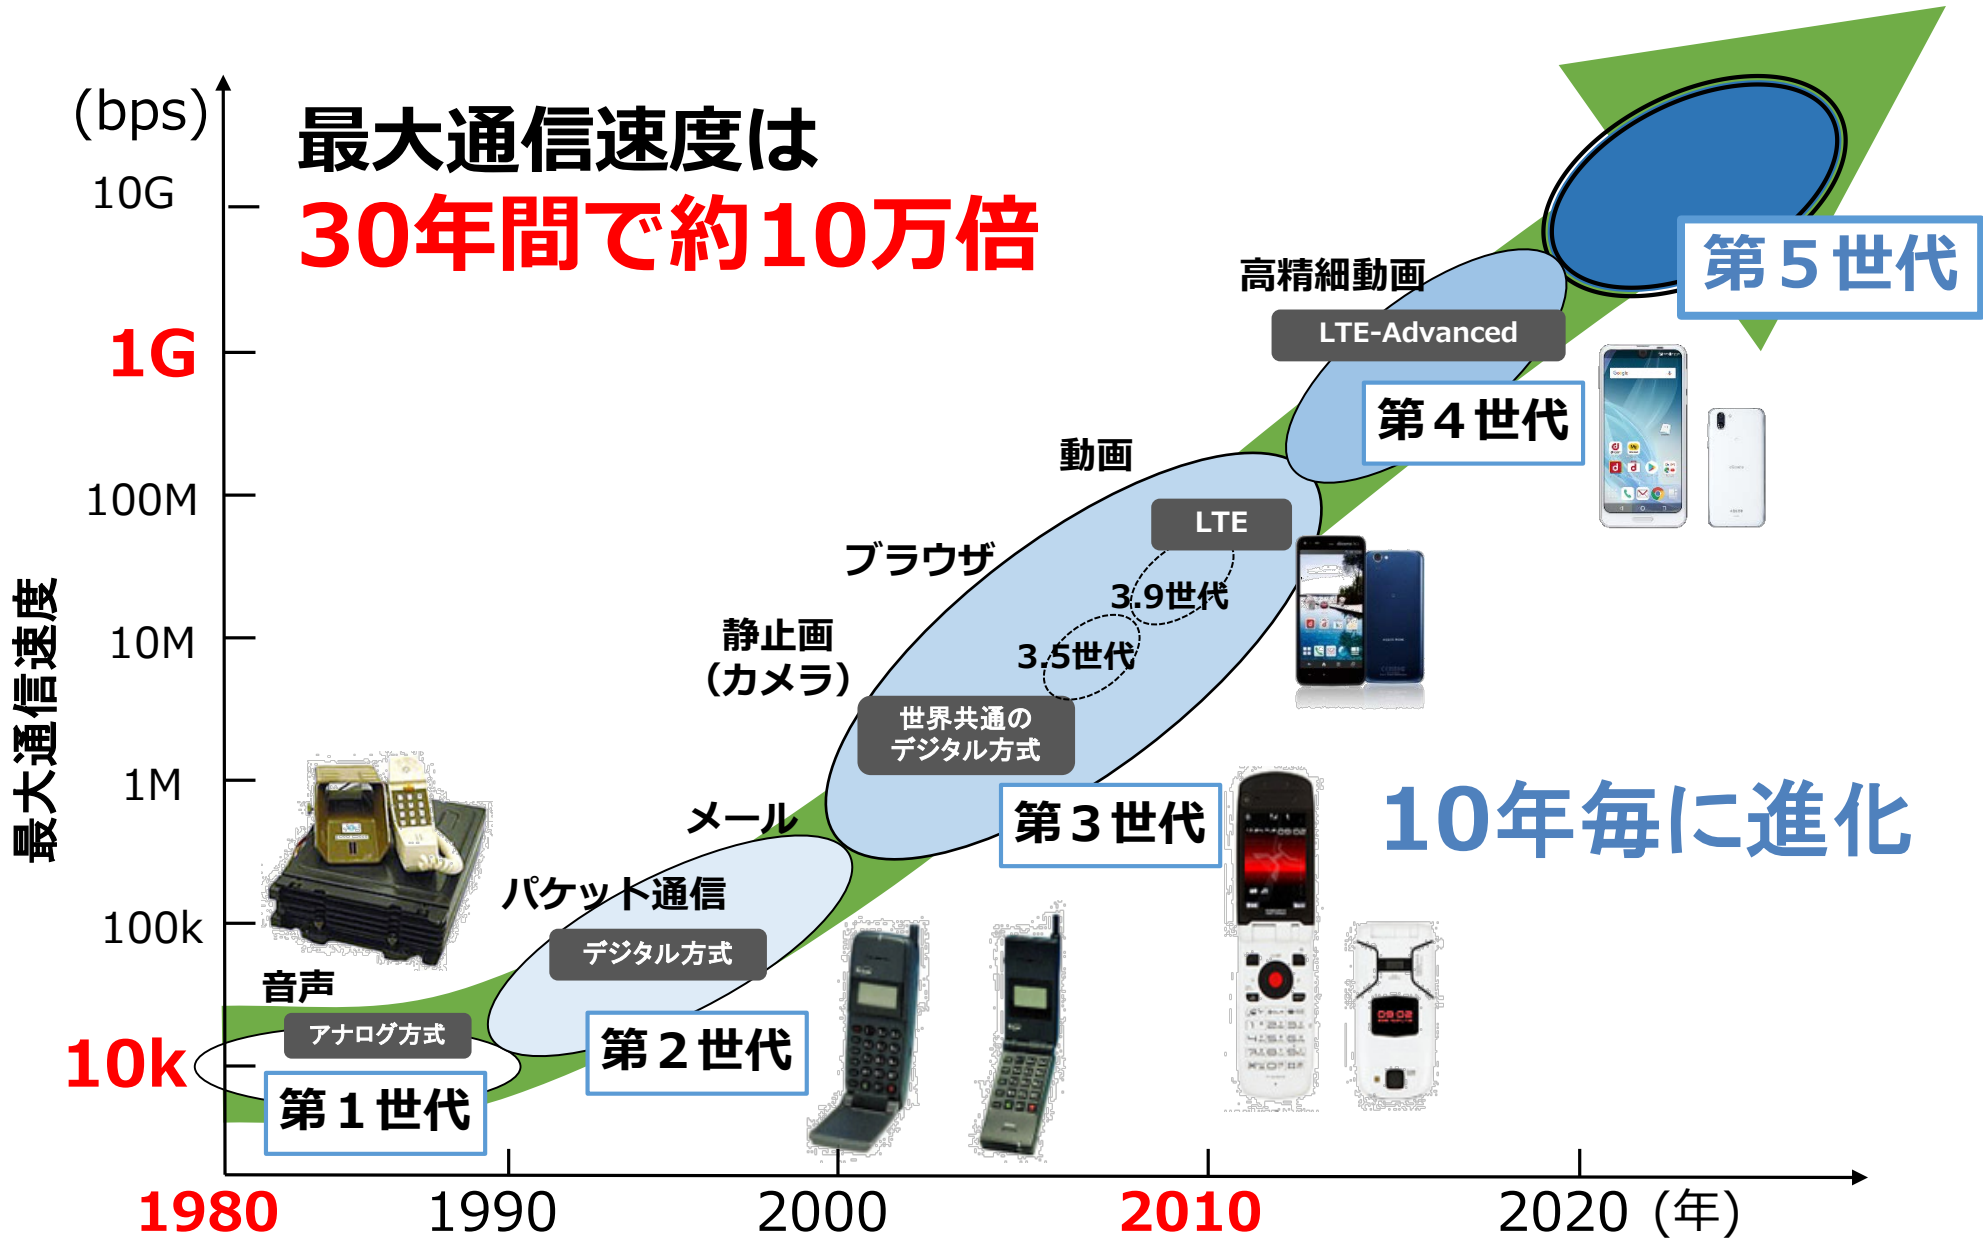 (bps)
最大通信速度は
30年間で約10万倍
10G
1G
100M
10M
1M
100k
10k
最大通信速度
第５世代
高精細動画
LTE-Advanced
第４世代
動画
LTE
ブラウザ
3.9世代
静止画
（カメラ）
3.5世代
世界共通の
デジタル方式
第３世代
10年毎に進化
メール
パケット通信
デジタル方式
第２世代
音声
アナログ方式
第１世代
09:02
1980
1990
2000
2010
2020
(年)